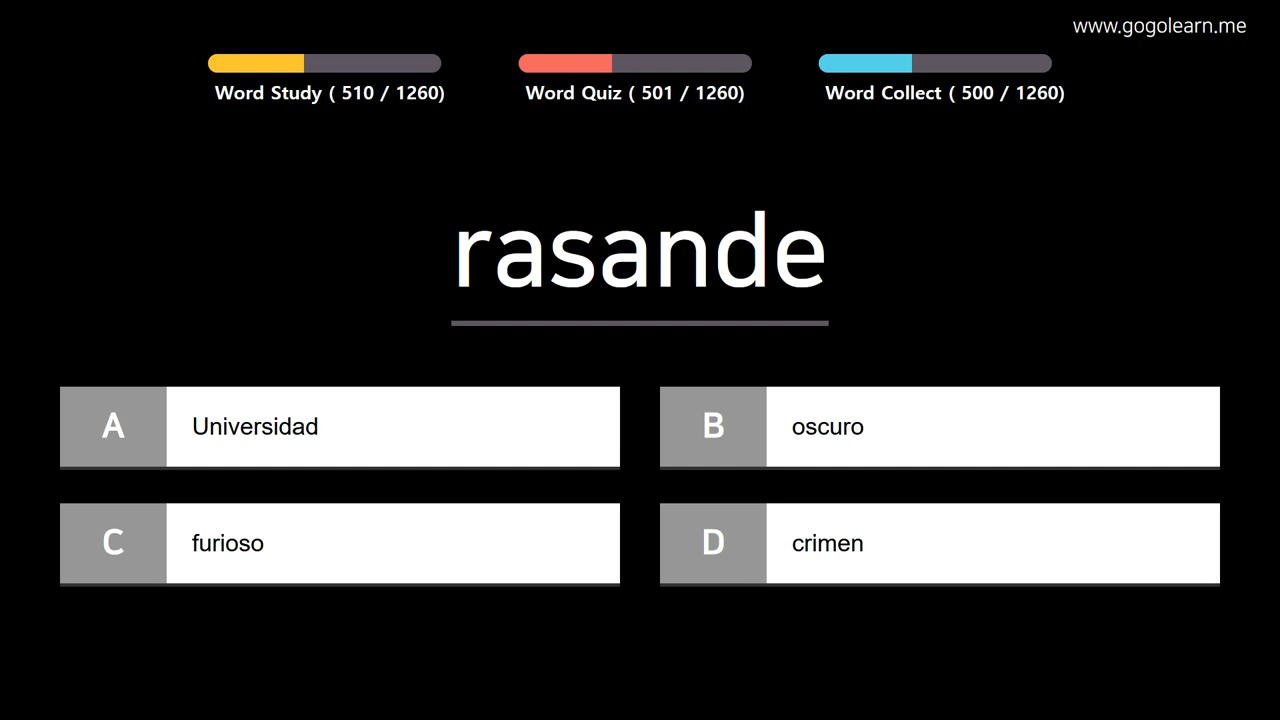 www.gogolearn.me
Word Study ( 510 / 1260)
Word Quiz ( 501 / 1260)
Word Collect ( 500 / 1260)
rasande
A
Universidad
B
oscuro
C
furioso
D
crimen